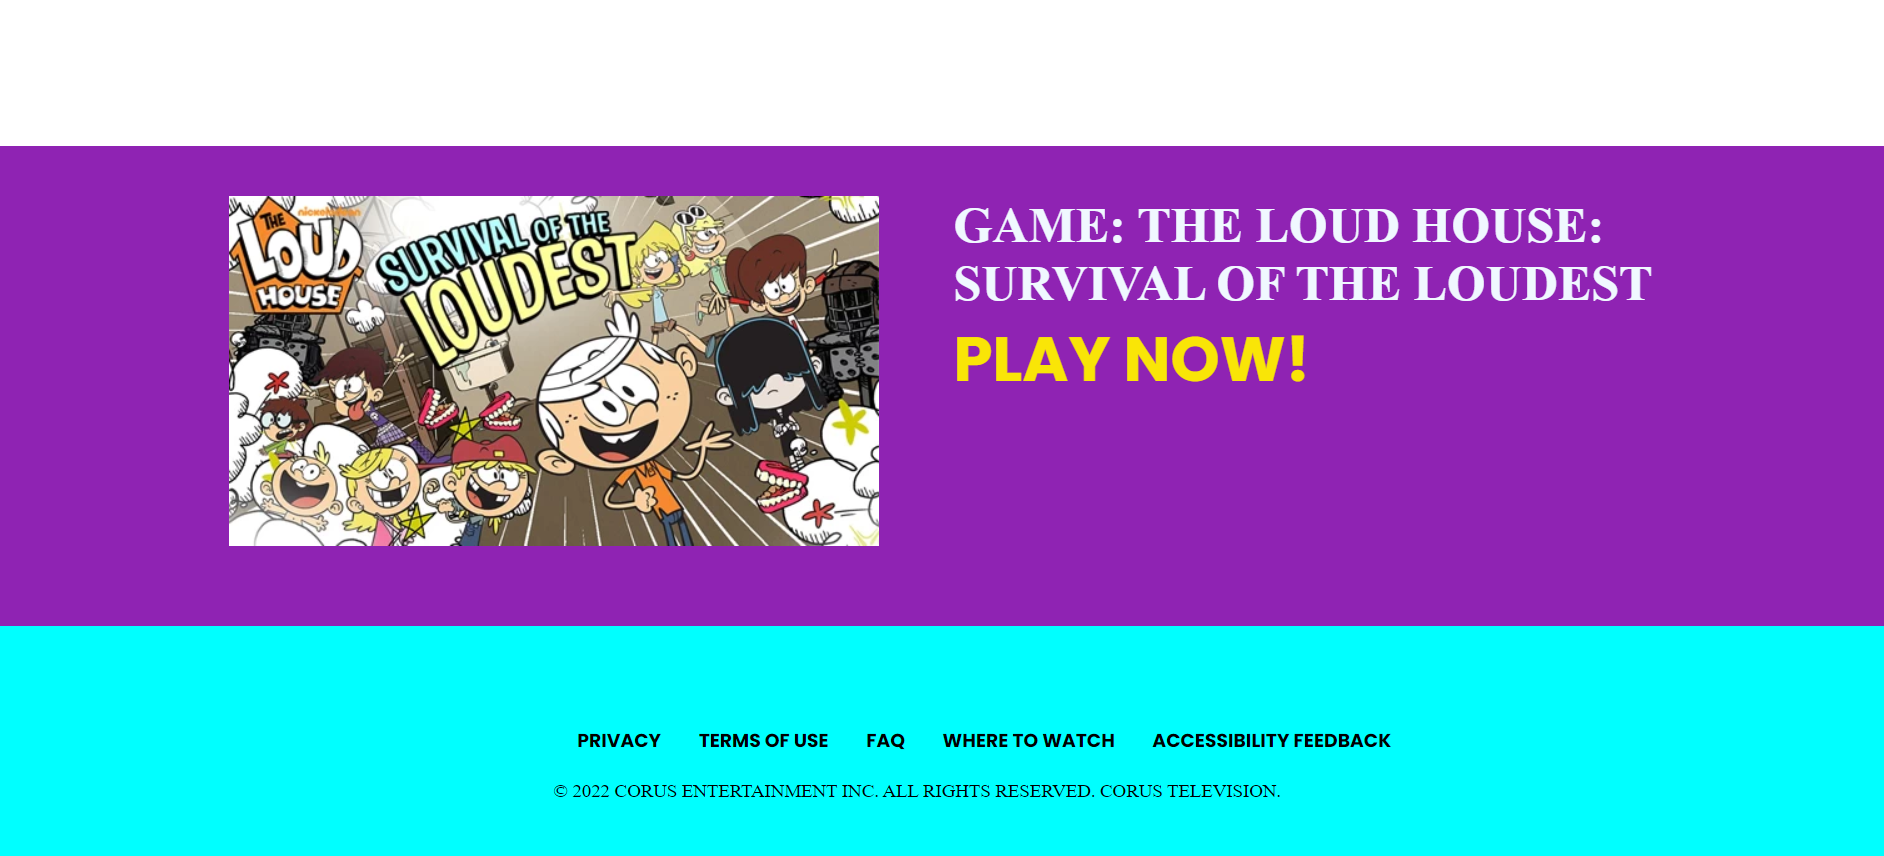 THE
LOUD
HOUSE
nickelodeon
SURVIVAL OF THE
LOUDEST
GAME: THE LOUD HOUSE:
SURVIVAL OF THE LOUDEST
PLAY NOW!
PRIVACY TERMS OF USE FAQ WHERE TO WATCH ACCESSIBILITY FEEDBACK
© 2022 CORUS ENTERTAINMENT INC. ALL RIGHTS RESERVED. CORUS TELEVISION.